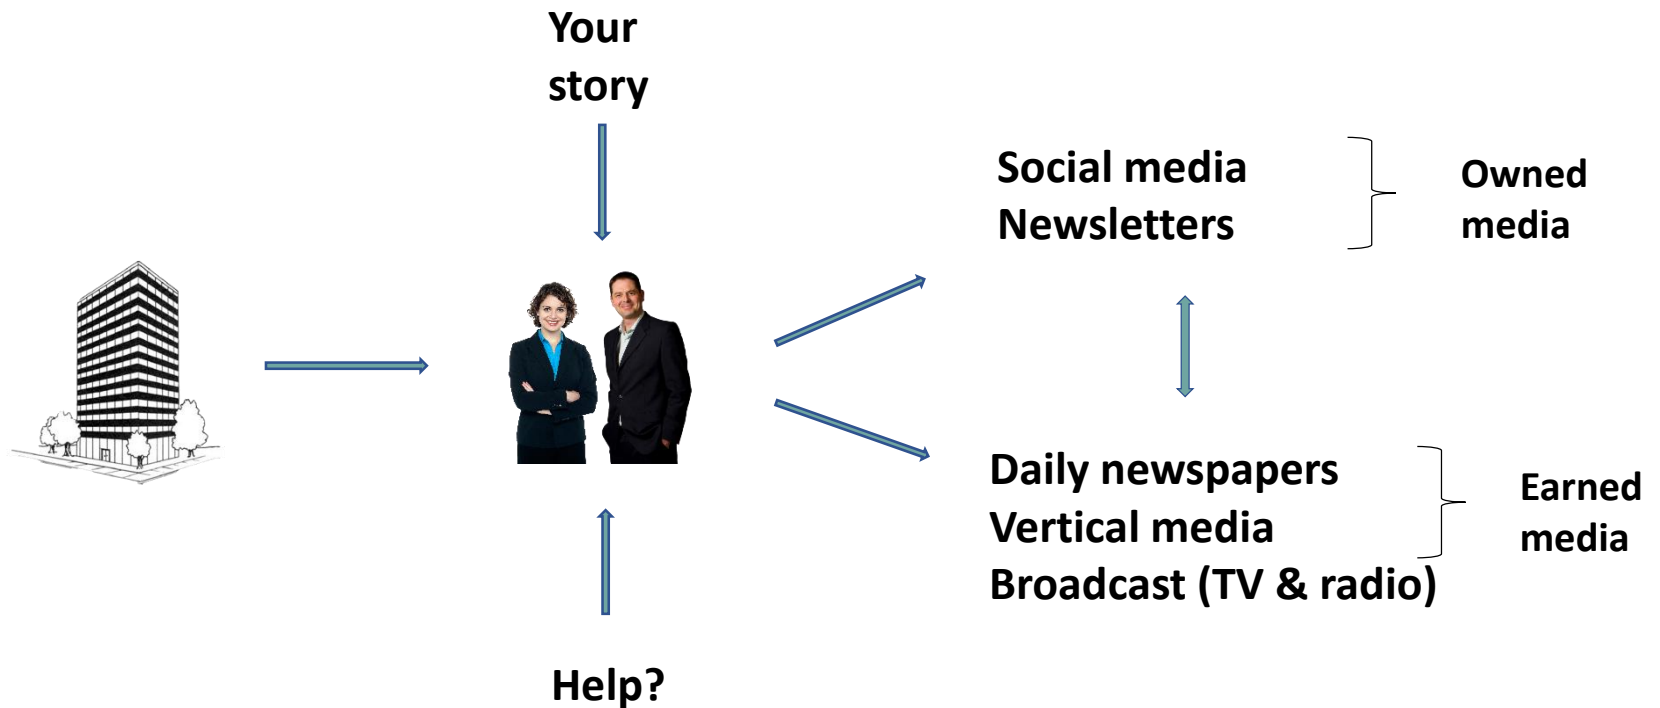 Your
story
Social media
Newsletters
Owned
media
Daily newspapers
Vertical media
Broadcast (TV & radio)
Earned
media
Help?